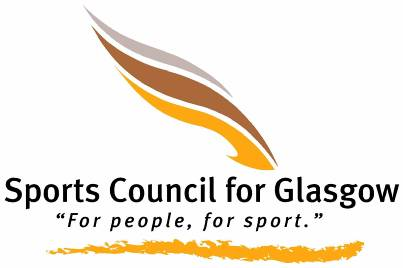 Sports Council for Glasgow
“For people, for sport.”